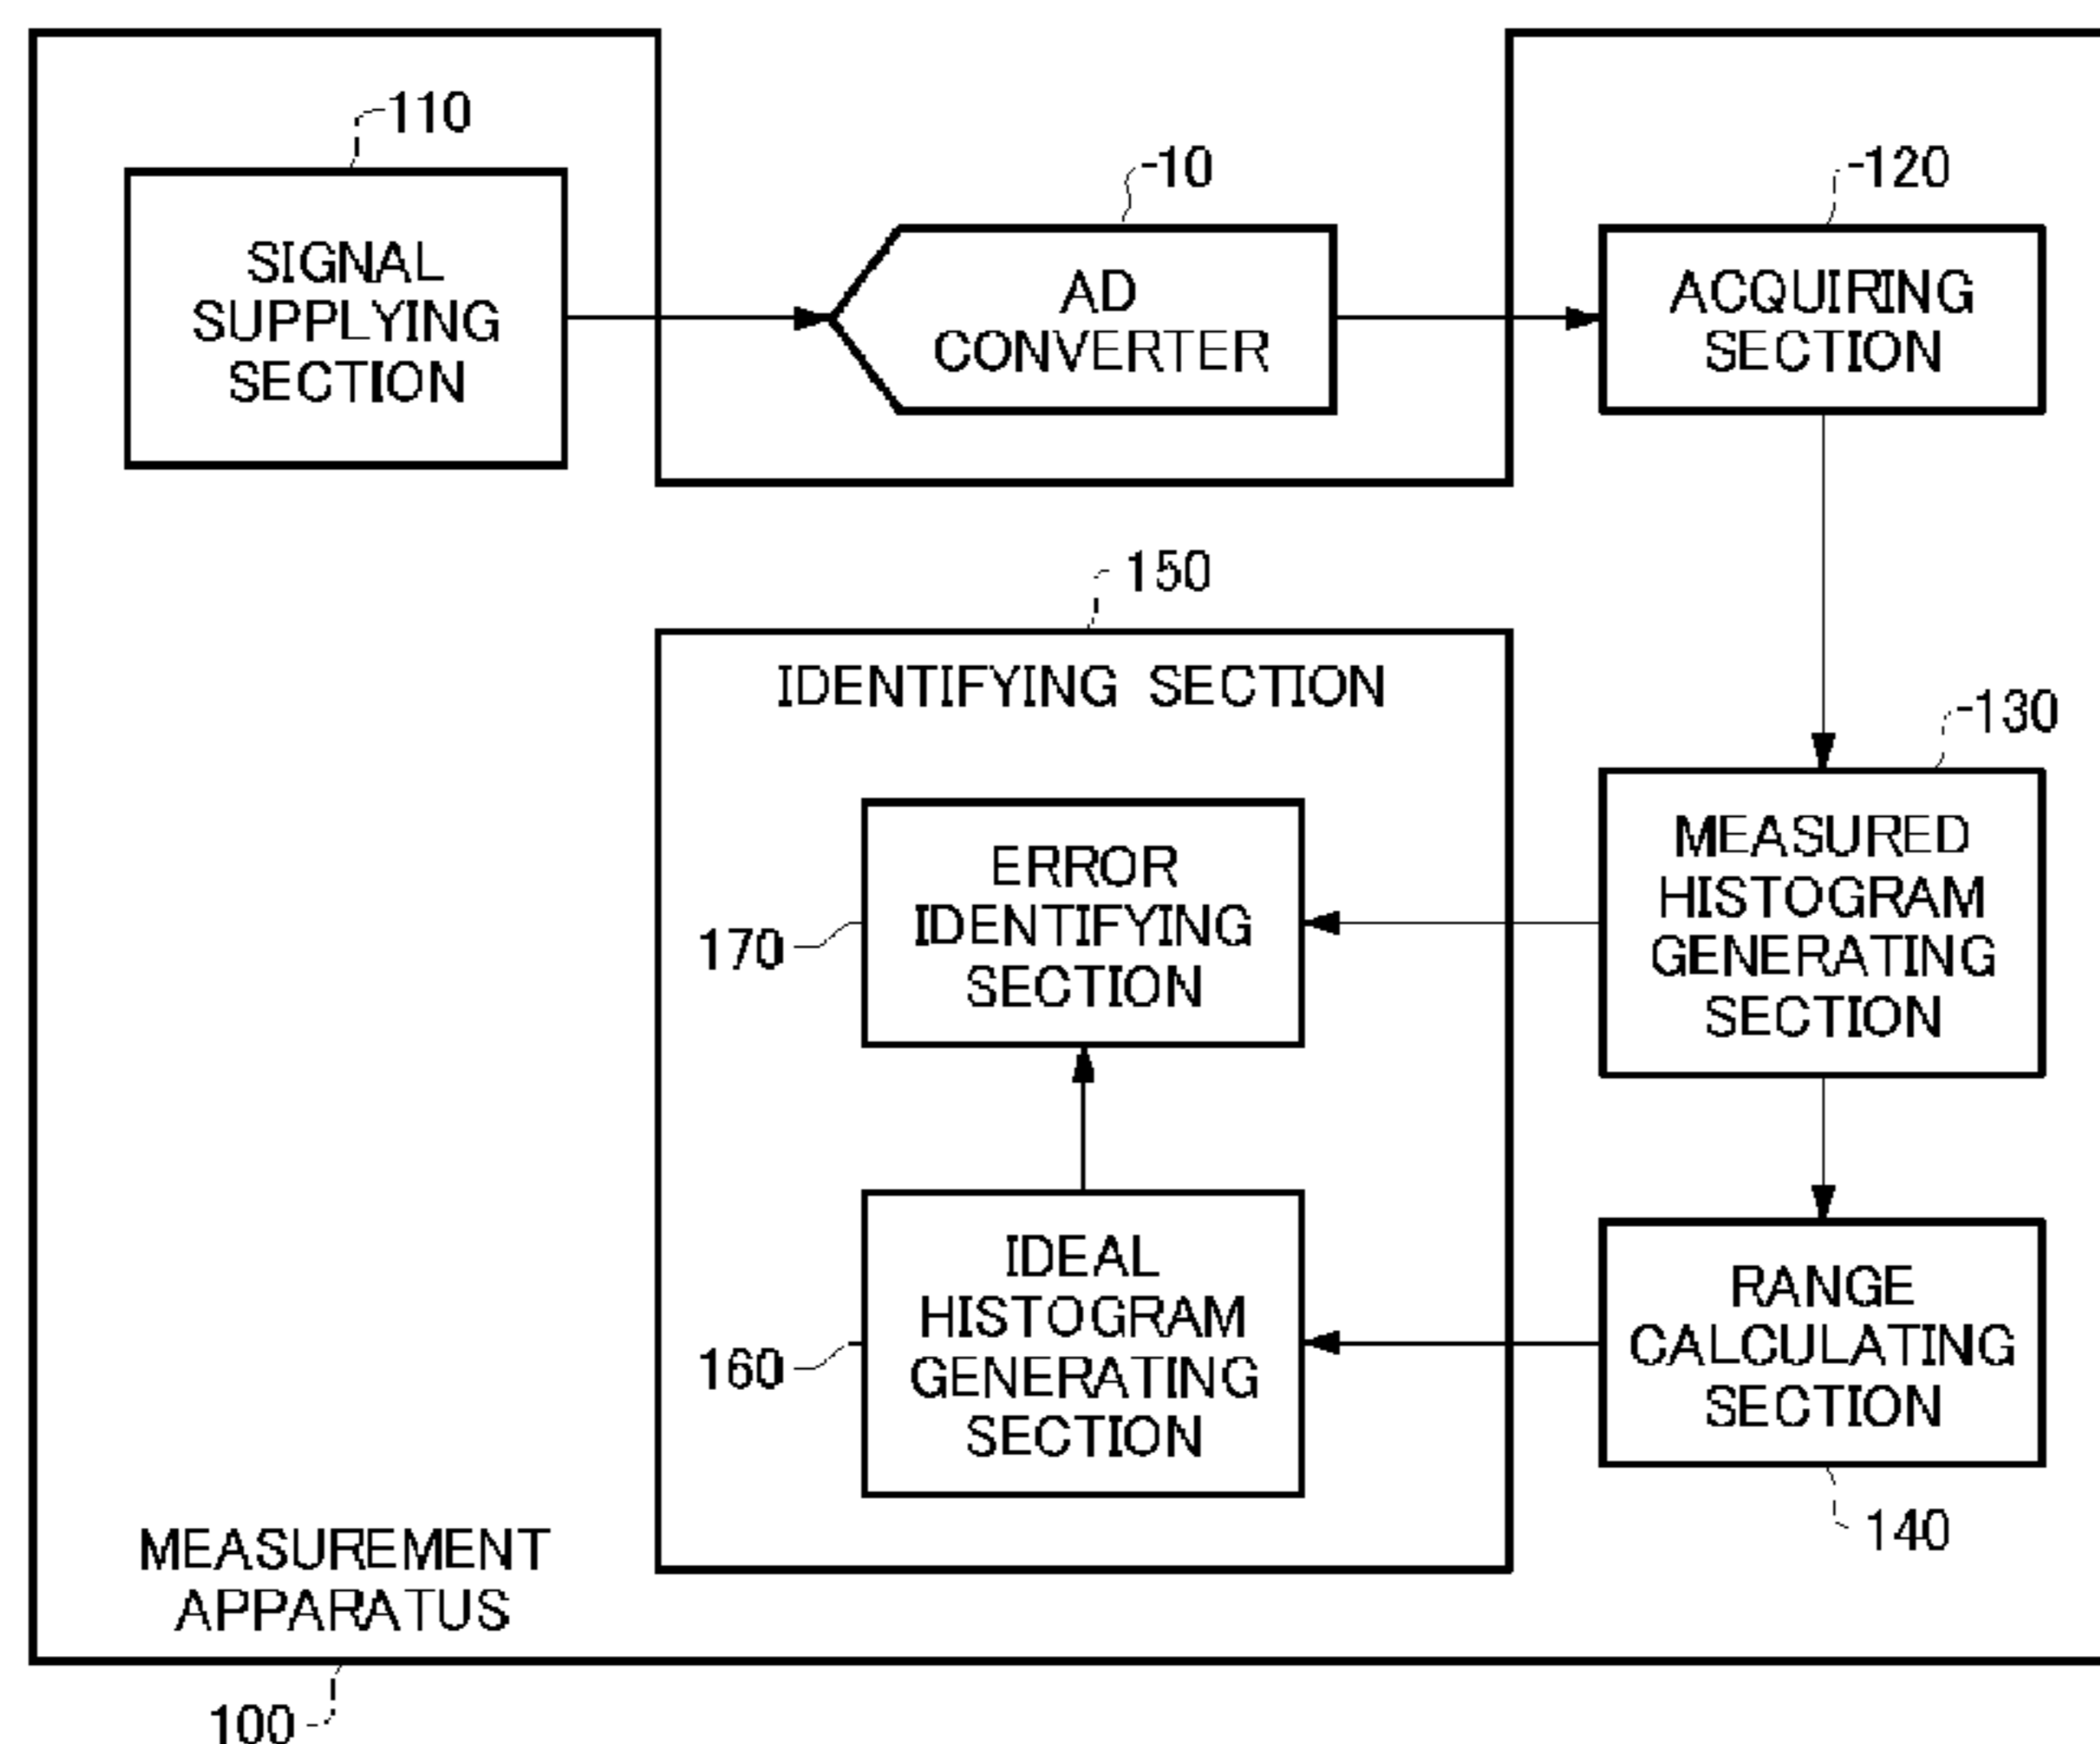 110
SIGNAL
SUPPLYING
SECTION
10
AD
CONVERTER
120
ACQUIRING
SECTION
150
IDENTIFYING SECTION
130
MEASURED
HISTOGRAM
GENERATING
SECTION
170
ERROR
IDENTIFYING
SECTION
160
IDEAL
HISTOGRAM
GENERATING
SECTION
RANGE
CALCULATING
SECTION
140
MEASUREMENT
APPARATUS
100